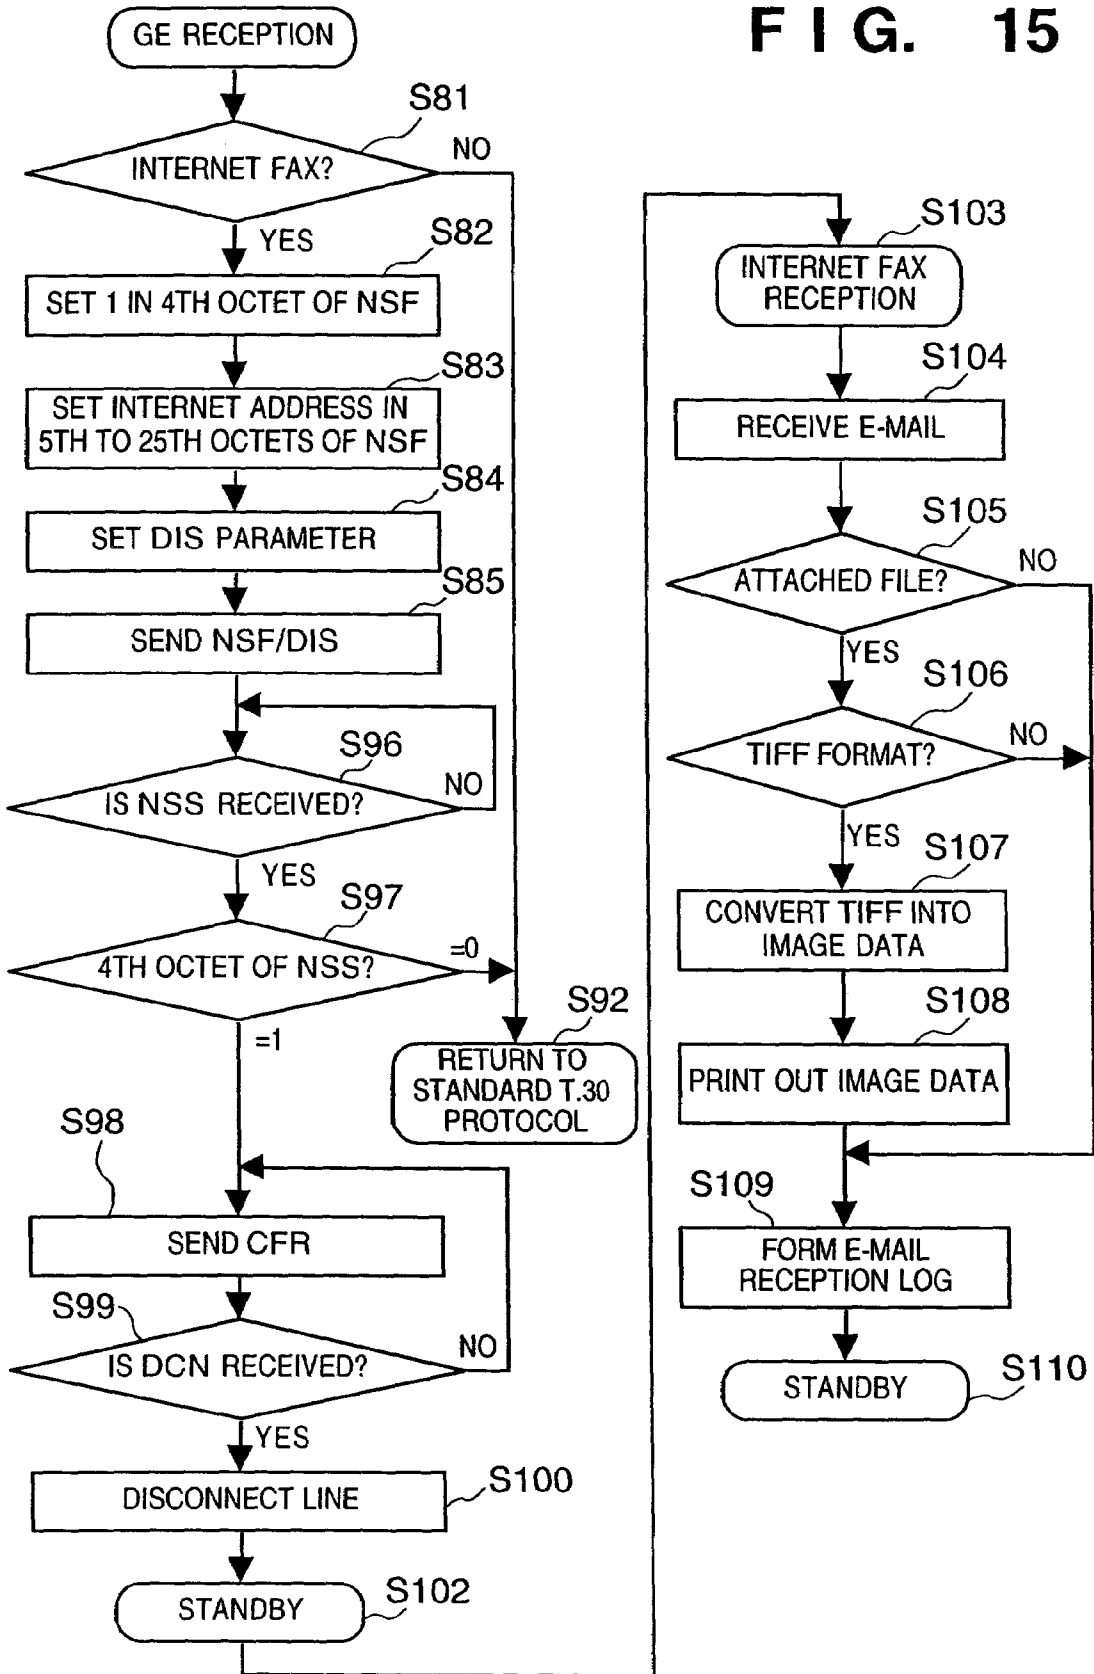 FIG. 15
GE RECEPTION
S81
INTERNET FAX?
NO
YES
S82
SET 1 IN 4TH OCTET OF NSF
S83
SET INTERNET ADDRESS IN
5TH TO 25TH OCTETS OF NSF
S84
SET DIS PARAMETER
S85
SEND NSF/DIS
S96
IS NSS RECEIVED?
NO
YES
S97
4TH OCTET OF NSS?
=0
=1
S92
RETURN TO
STANDARD T.30
PROTOCOL
S98
SEND CFR
S99
IS DCN RECEIVED?
NO
YES
S100
DISCONNECT LINE
S102
STANDBY
S103
INTERNET FAX
RECEPTION
S104
RECEIVE E-MAIL
S105
ATTACHED FILE?
NO
YES
S106
TIFF FORMAT?
NO
YES
S107
CONVERT TIFF INTO
IMAGE DATA
S108
PRINT OUT IMAGE DATA
S109
FORM E-MAIL
RECEPTION LOG
S110
STANDBY